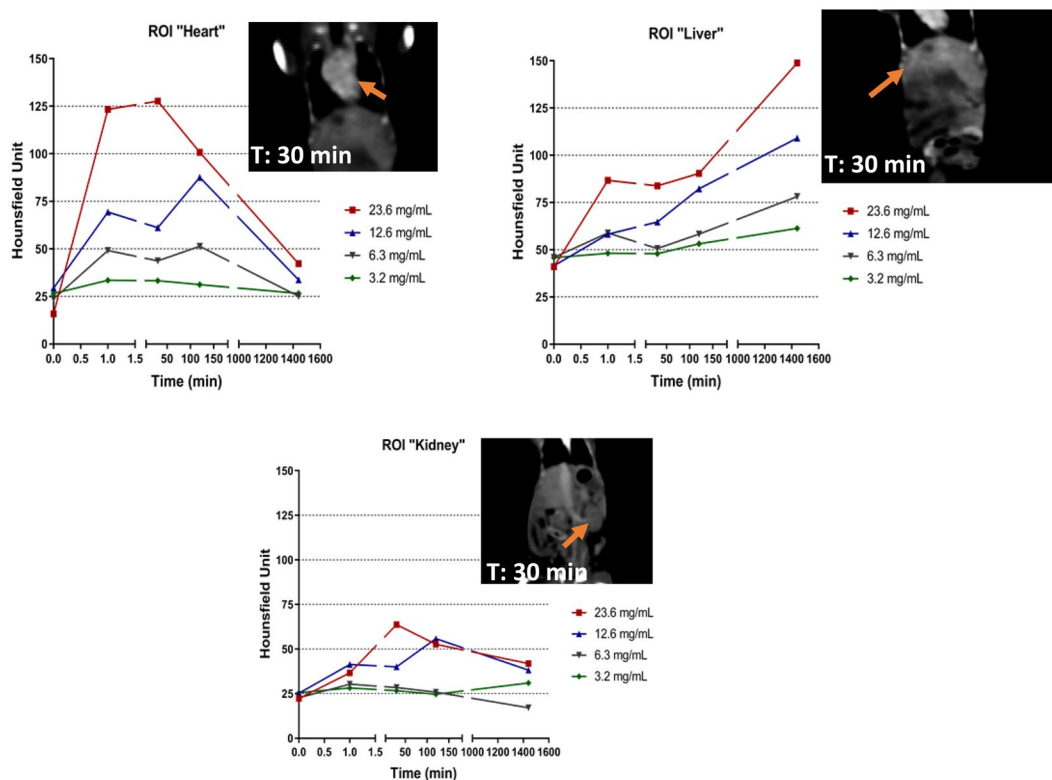 ROI "Heart"
150
125
100
75
50
25
0
Hounsfield Unit
0.0 0.5 1.0 1.5 50 100 150 1000 1200 1400 1600
Time (min)
T: 30 min
23.6 mg/mL
12.6 mg/mL
6.3 mg/mL
3.2 mg/mL
ROI "Liver"
150
125
100
75
50
25
0
Hounsfield Unit
0.0 0.5 1.0 1.5 50 100 150 1000 1200 1400 1600
Time (min)
T: 30 min
23.6 mg/mL
12.6 mg/mL
6.3 mg/mL
3.2 mg/mL
ROI "Kidney"
150
125
100
75
50
25
0
Hounsfield Unit
0.0 0.5 1.0 1.5 50 100 150 1000 1200 1400 1600
Time (min)
T: 30 min
23.6 mg/mL
12.6 mg/mL
6.3 mg/mL
3.2 mg/mL